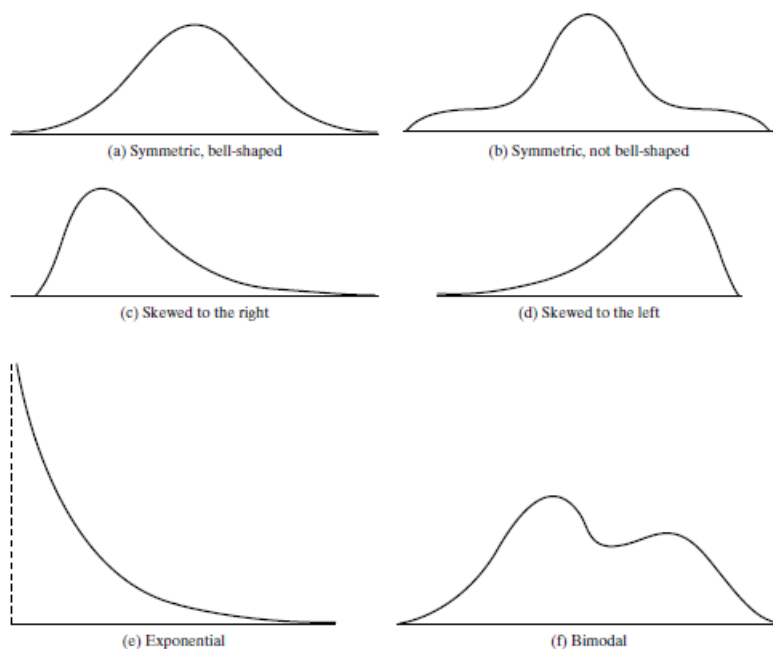 (a) Symmetric, bell-shaped
(b) Symmetric, not bell-shaped
(c) Skewed to the right
(d) Skewed to the left
(e) Exponential
(f) Bimodal